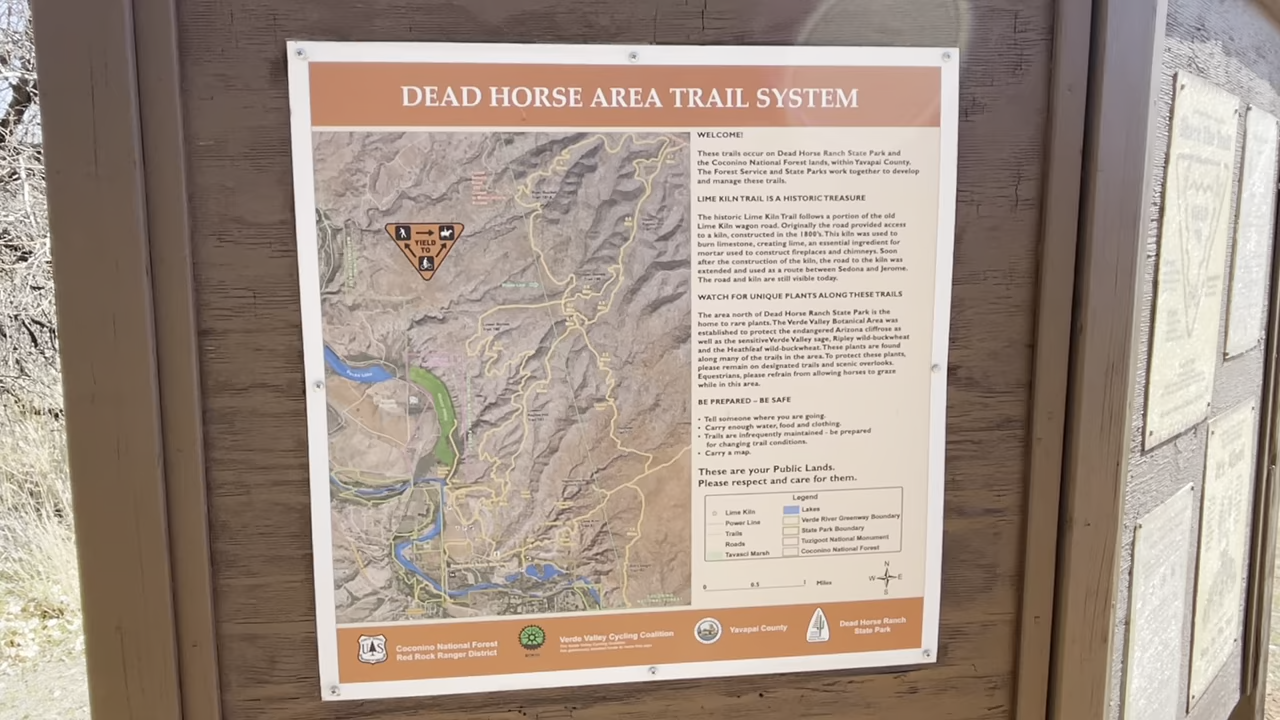 DEAD HORSE AREA TRAIL SYSTEM
YIELD
TO
WELCOME!
These trails occur on Dead Horse Ranch State Park and
the Coconino National Forest lands, within Yavapai County.
The Forest Service and State Parks work together to develop
and manage these trails.
LIME KILN TRAIL IS A HISTORIC TREASURE
The historic Lime Kiln Trail follows a portion of the old
Lime Kiln wagon road. Originally the road provided access
to a kiln, constructed in the 1800's. This kiln was used to
burn limestone, creating lime, an essential ingredient for
mortar used to construct fireplaces and chimneys. Soon
after the construction of the kiln, the road to the kiln was
extended and used as a route between Sedona and Jerome.
The road and kiln are still visible today.
WATCH FOR UNIQUE PLANTS ALONG THESE TRAILS
The area north of Dead Horse Ranch State Park is the
home to rare plants. The Verde Valley Botanical Area was
established to protect the endangered Arizona cliffrose as
well as the sensitive Verde Valley sage, Ripley wild-buckwheat
and the Heathleaf wild-buckwheat. These plants are found
along many of the trails in the area. To protect these plants,
please remain on designated trails and scenic overlooks.
Equestrians, please refrain from allowing horses to graze
while in this area.
BE PREPARED – BE SAFE
• Tell someone where you are going.
• Carry enough water, food and clothing.
• Trails are infrequently maintained - be prepared
for changing trail conditions.
• Carry a map.
These are your Public Lands.
Please respect and care for them.
Legend
Lime Kiln
Power Line
Trails
Roads
Tavasci Marsh
Lakes
Verde River Greenway Boundary
State Park Boundary
Tuzigoot National Monument
Coconino National Forest
0 0.5 1 Miles
N
W E
S
UAS
Coconino National Forest
Red Rock Ranger District
Verde Valley Cycling Coalition
Yavapai County
Dead Horse Ranch
State Park